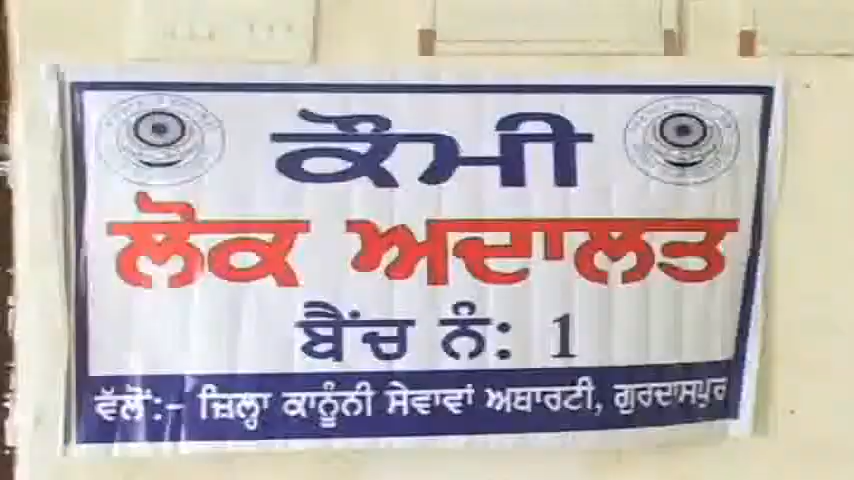 ਕੌਮੀ
ਲੋਕ ਅਦਾਲਤ
ਬੈਂਚ ਨੰ: 1
ਵੱਲੋਂ:- ਜ਼ਿਲ੍ਹਾ ਕਾਨੂੰਨੀ ਸੇਵਾਵਾਂ ਅਥਾਰਟੀ, ਗੁਰਦਾਸਪੁਰ